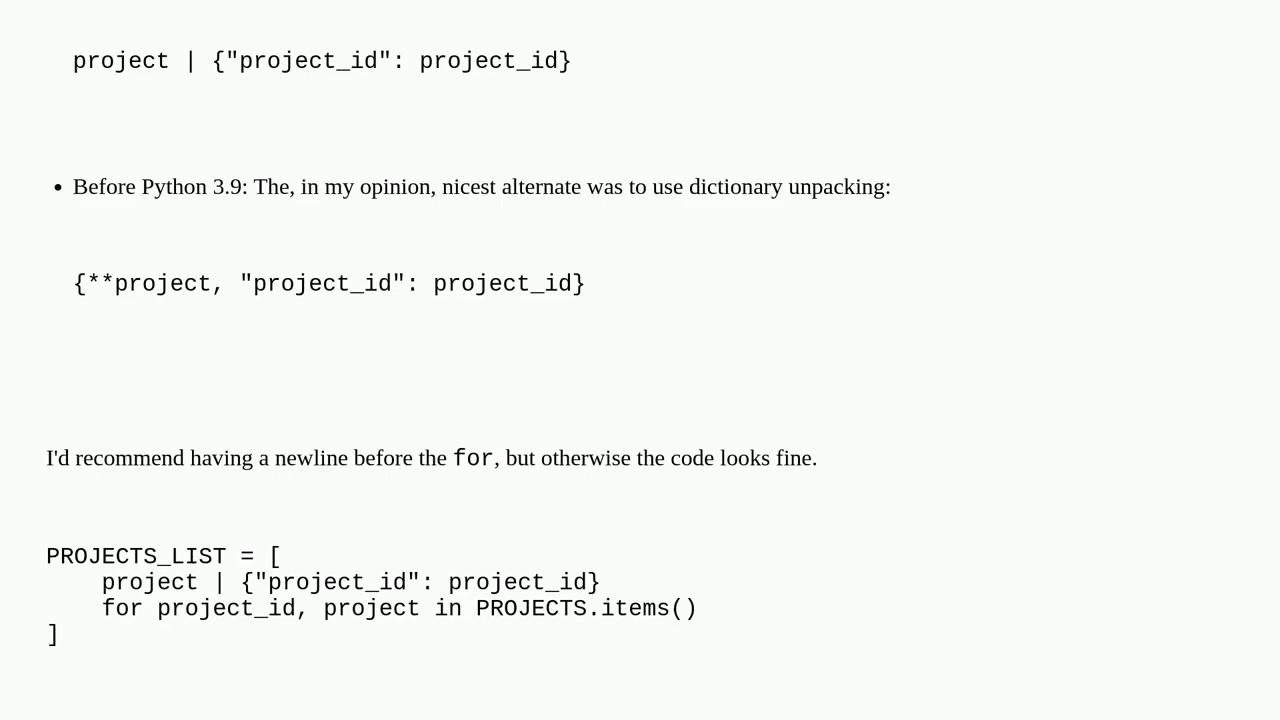 project | {"project_id": project_id}
• Before Python 3.9: The, in my opinion, nicest alternate was to use dictionary unpacking:
{**project, "project_id": project_id}
I'd recommend having a newline before the for, but otherwise the code looks fine.
PROJECTS_LIST = [
    project | {"project_id": project_id}
    for project_id, project in PROJECTS.items()
]